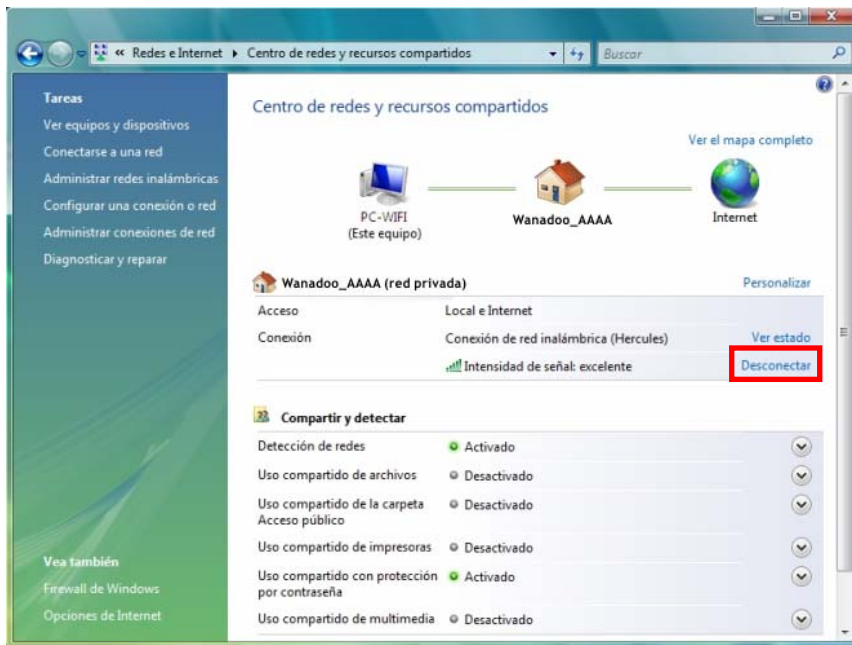 « Redes e Internet ▸ Centro de redes y recursos compartidos
Buscar
Tareas
Ver equipos y dispositivos
Conectarse a una red
Administrar redes inalámbricas
Configurar una conexión o red
Administrar conexiones de red
Diagnosticar y reparar
Vea también
Firewall de Windows
Opciones de Internet
Centro de redes y recursos compartidos
Ver el mapa completo
PC-WIFI
(Este equipo)
Wanadoo_AAAA
Internet
Wanadoo_AAAA (red privada)
Personalizar
Acceso Local e Internet
Conexión Conexión de red inalámbrica (Hercules) Ver estado
Intensidad de señal: excelente Desconectar
Compartir y detectar
Detección de redes Activado
Uso compartido de archivos Desactivado
Uso compartido de la carpeta Desactivado
Acceso público
Uso compartido de impresoras Desactivado
Uso compartido con protección Activado
por contraseña
Uso compartido de multimedia Desactivado